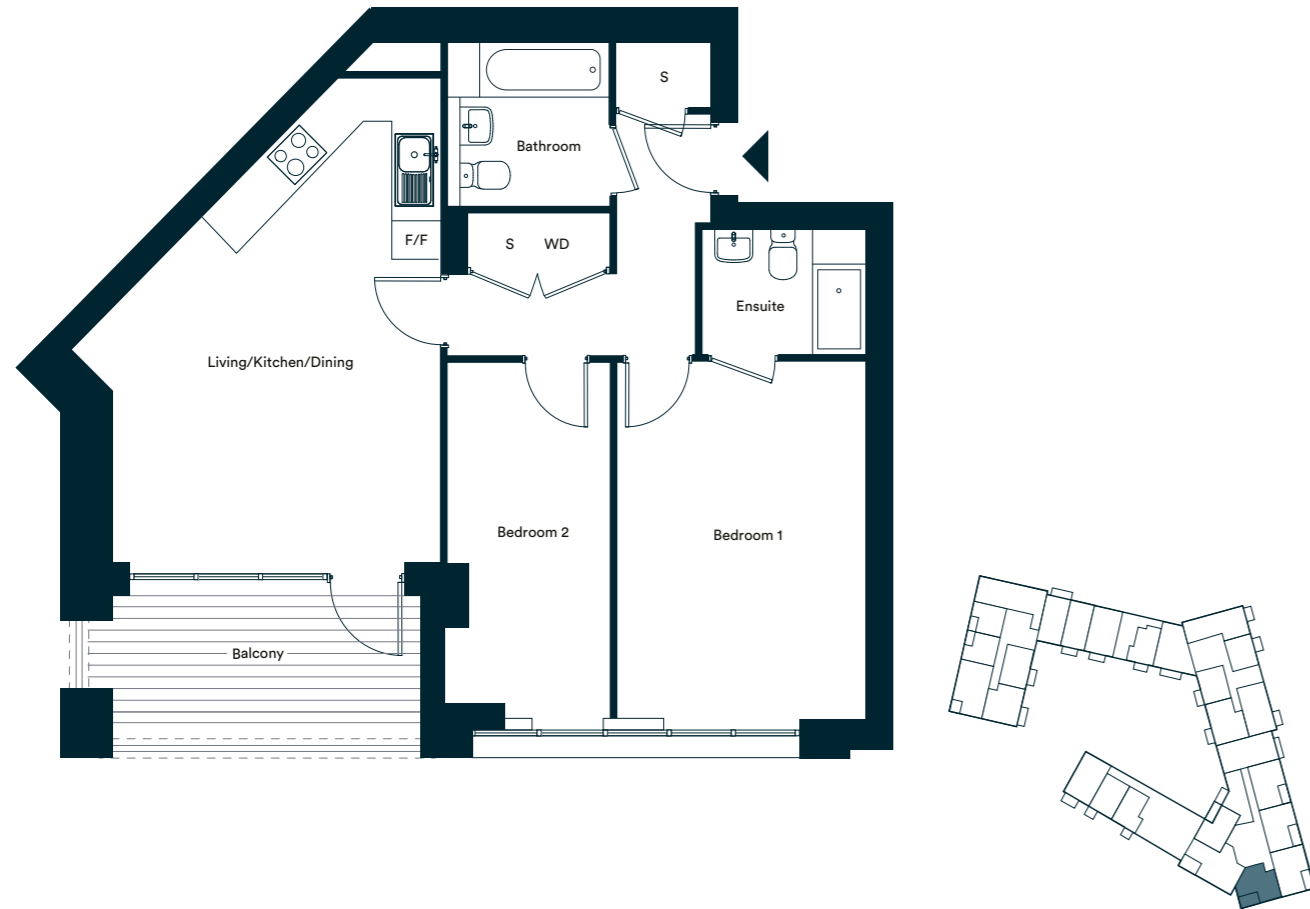 S
Bathroom
F/F
S WD
Ensuite
Living/Kitchen/Dining
Bedroom 2
Bedroom 1
Balcony